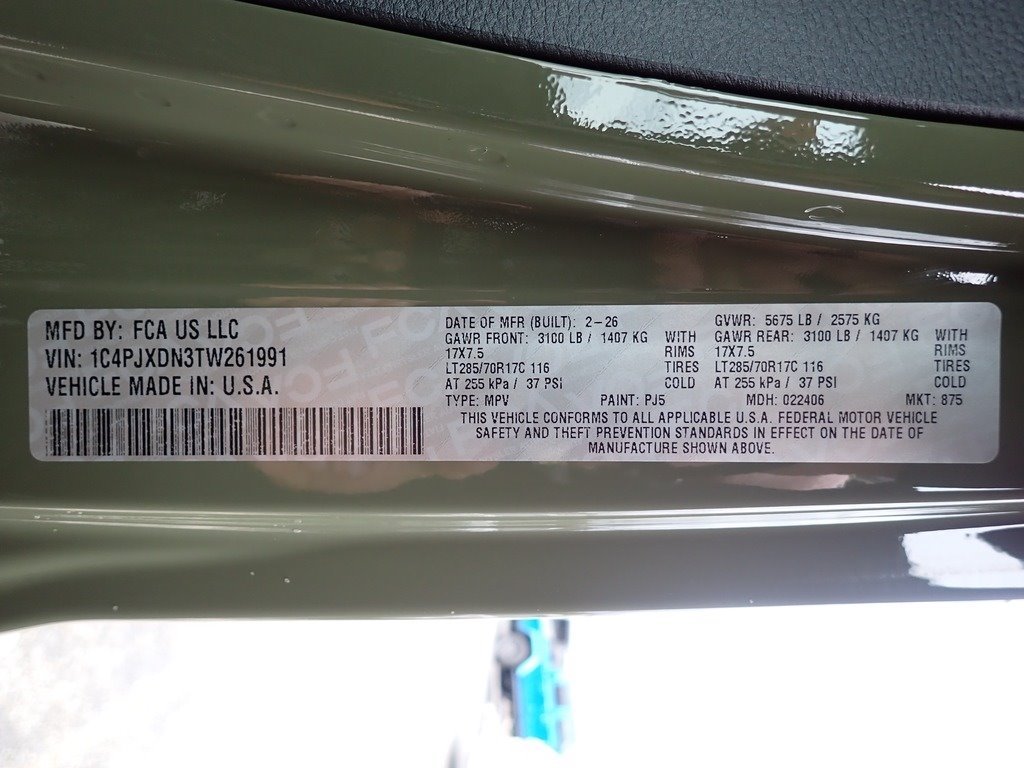 MFD BY: FCA US LLC
VIN: 1C4PJXDN3TW261991
VEHICLE MADE IN: U.S.A.
DATE OF MFR (BUILT): 2-26
GAWR FRONT: 3100 LB / 1407 KG WITH
17X7.5 RIMS
LT285/70R17C 116 TIRES
AT 255 kPa / 37 PSI COLD
GVWR: 5675 LB / 2575 KG
GAWR REAR: 3100 LB / 1407 KG WITH
17X7.5 RIMS
LT285/70R17C 116 TIRES
AT 255 kPa / 37 PSI COLD
TYPE: MPV PAINT: PJ5 MDH: 022406 MKT: 875
THIS VEHICLE CONFORMS TO ALL APPLICABLE U.S.A. FEDERAL MOTOR VEHICLE
SAFETY AND THEFT PREVENTION STANDARDS IN EFFECT ON THE DATE OF
MANUFACTURE SHOWN ABOVE.